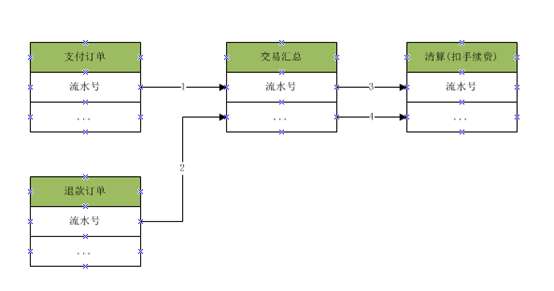 支付订单
流水号
...
交易汇总
流水号
...
清算(扣手续费)
流水号
...
1
3
4
2
退款订单
流水号
...